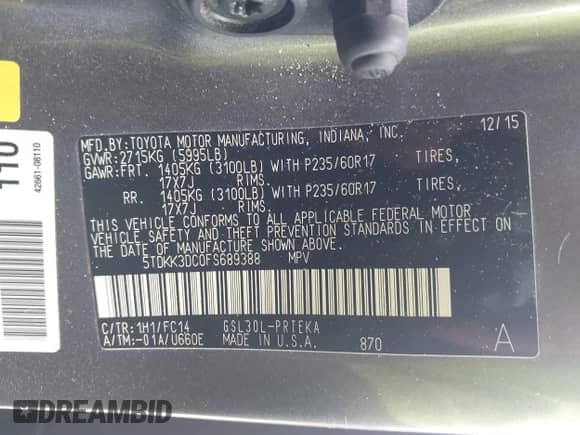 MFD.BY:TOYOTA MOTOR MANUFACTURING, INDIANA, INC. 12/15
GVWR:2715KG (5995LB)
GAWR:FRT. 1405KG (3100LB) WITH P235/60R17 TIRES,
17X7J RIMS,
RR. 1405KG (3100LB) WITH P235/60R17 TIRES,
17X7J RIMS
THIS VEHICLE CONFORMS TO ALL APPLICABLE FEDERAL MOTOR
VEHICLE SAFETY AND THEFT PREVENTION STANDARDS IN EFFECT ON
THE DATE OF MANUFACTURE SHOWN ABOVE.
5TDKK3DC0FS689388 MPV
C/TR:1H1/FC14 GSL30L-PRTEKA
A/TM:-01A/U660E MADE IN U.S.A. 870 A
110
42661-08110
DREAMBID